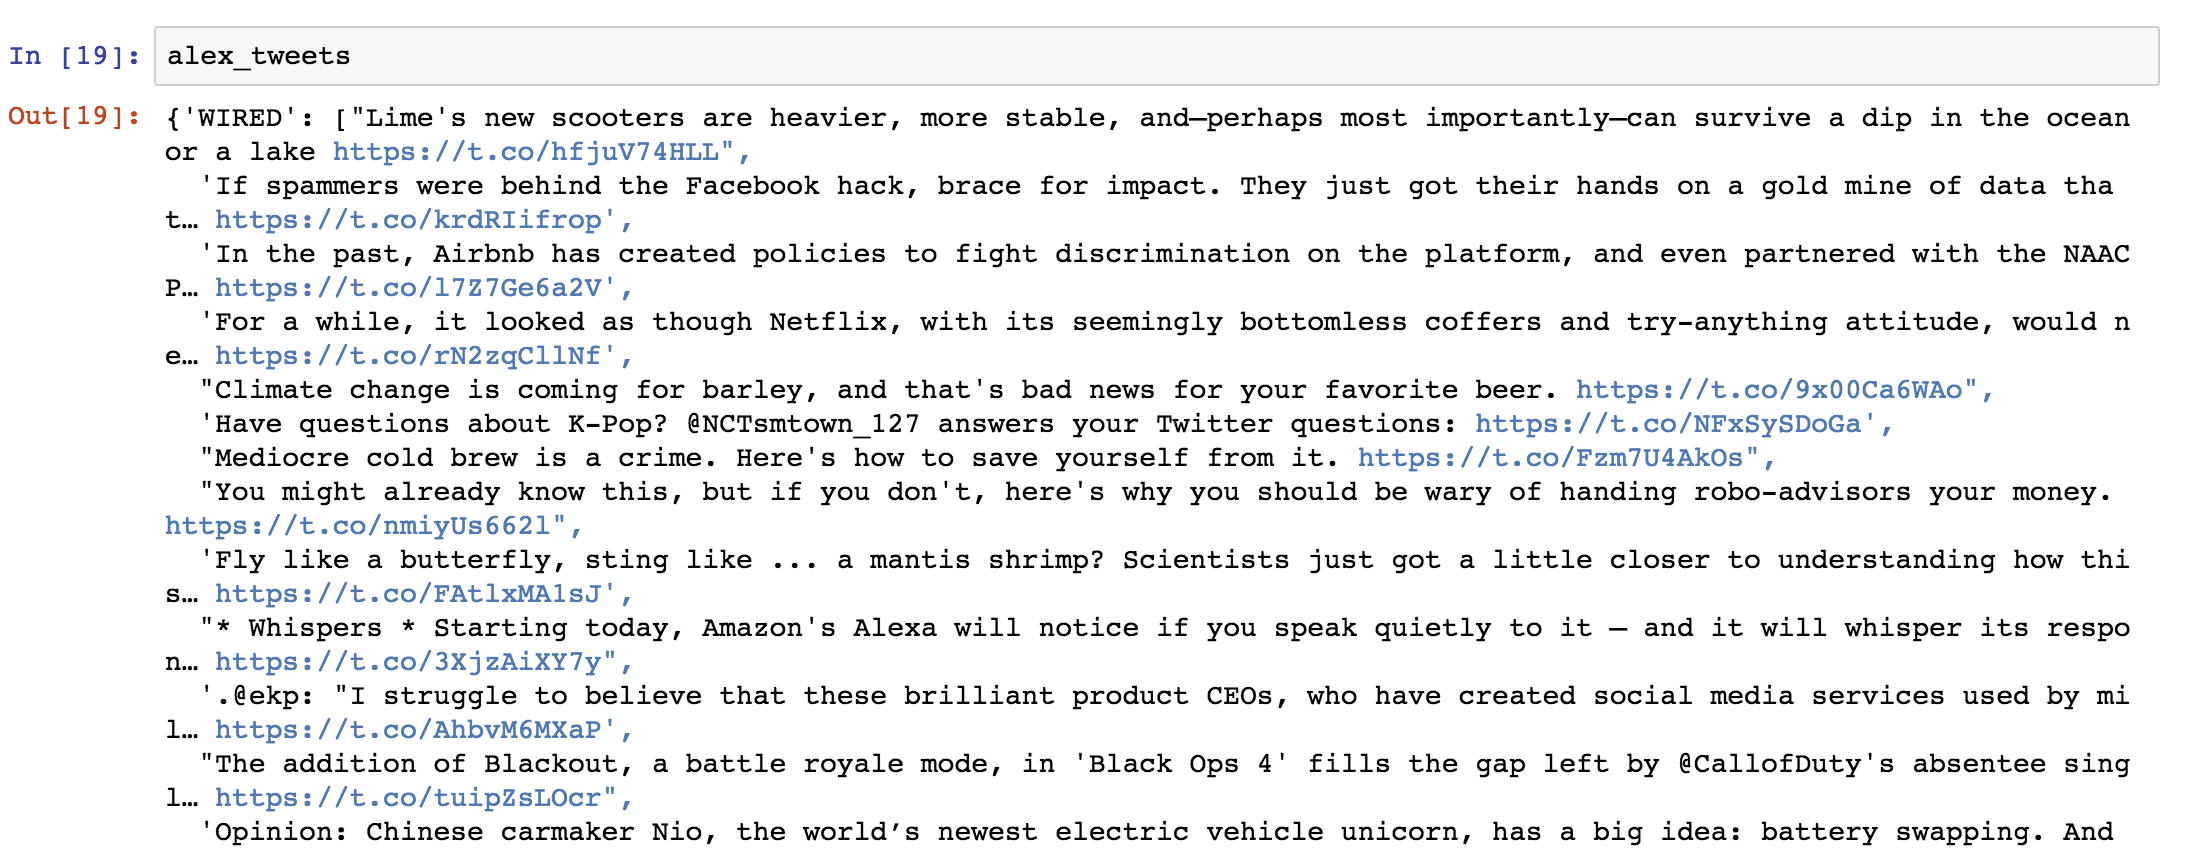 In [19]: alex_tweets
Out[19]: {'WIRED': ["Lime's new scooters are heavier, more stable, and—perhaps most importantly—can survive a dip in the ocean
or a lake https://t.co/hfjuV74HLL",
'If spammers were behind the Facebook hack, brace for impact. They just got their hands on a gold mine of data tha
t… https://t.co/krdRIifrop',
'In the past, Airbnb has created policies to fight discrimination on the platform, and even partnered with the NAAC
P… https://t.co/l7Z7Ge6a2V',
'For a while, it looked as though Netflix, with its seemingly bottomless coffers and try-anything attitude, would n
e… https://t.co/rN2zqCllNf',
"Climate change is coming for barley, and that's bad news for your favorite beer. https://t.co/9x00Ca6WAo",
'Have questions about K-Pop? @NCTsmtown_127 answers your Twitter questions: https://t.co/NFxSySDoGa',
"Mediocre cold brew is a crime. Here's how to save yourself from it. https://t.co/Fzm7U4AkOs",
"You might already know this, but if you don't, here's why you should be wary of handing robo-advisors your money.
https://t.co/nmiyUs662l",
'Fly like a butterfly, sting like ... a mantis shrimp? Scientists just got a little closer to understanding how thi
s… https://t.co/FAtlxMA1sJ',
"* Whispers * Starting today, Amazon's Alexa will notice if you speak quietly to it — and it will whisper its respo
n… https://t.co/3XjzAiXY7y",
'.@ekp: "I struggle to believe that these brilliant product CEOs, who have created social media services used by mi
l… https://t.co/AhbvM6MXaP',
"The addition of Blackout, a battle royale mode, in 'Black Ops 4' fills the gap left by @CallofDuty's absentee sing
l… https://t.co/tuipZsLOcr",
'Opinion: Chinese carmaker Nio, the world’s newest electric vehicle unicorn, has a big idea: battery swapping. And